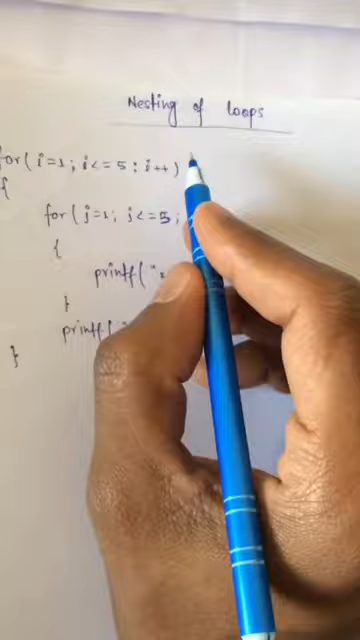 Nesting of loops
for(i=1; i<=5; i++)
{
for(j=1; j<=5;
{
printf("
}
printf(
}